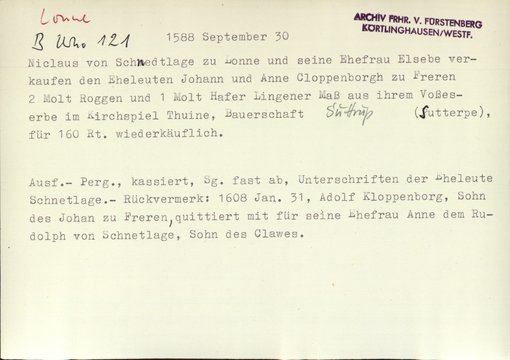 Lonne
ARCHIV FRHR. V. FÜRSTENBERG
KÖRTLINGHAUSEN/WESTF.
B Uho 121 1588 September 30
Niclaus von Schnedtlage zu Lonne und seine Ehefrau Elsebe ver-
kaufen den Eheleuten Johann und Anne Cloppenborgh zu Freren
2 Molt Roggen und 1 Molt Hafer Lingener Maß aus ihrem Voßes-
erbe im Kirchspiel Thuine, Bauerschaft Suttrup (Sutterpe),
für 160 Rt. wiederkäuflich.
Ausf.- Perg., kassiert, Sg. fast ab, Unterschriften der Eheleute
Schnetlage.- Rückvermerk: 1608 Jan. 31, Adolf Kloppenborg, Sohn
des Johan zu Freren, quittiert mit für seine Ehefrau Anne dem Ru-
dolph von Schnetlage, Sohn des Clawes.